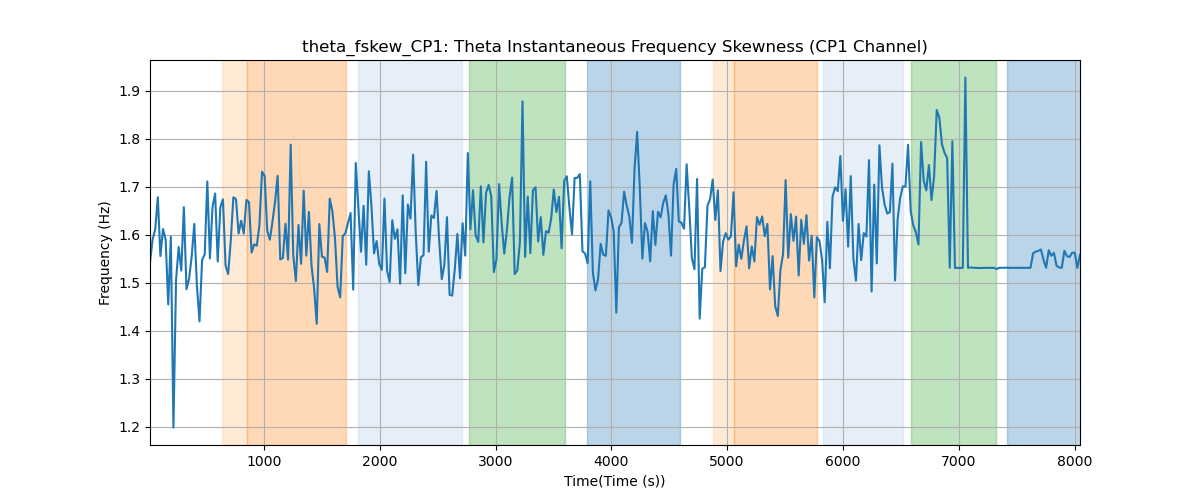 theta_fskew_CP1: Theta Instantaneous Frequency Skewness (CP1 Channel)
Frequency (Hz)
1.9
1.8
1.7
1.6
1.5
1.4
1.3
1.2
1000 2000 3000 4000 5000 6000 7000 8000
Time(Time (s))